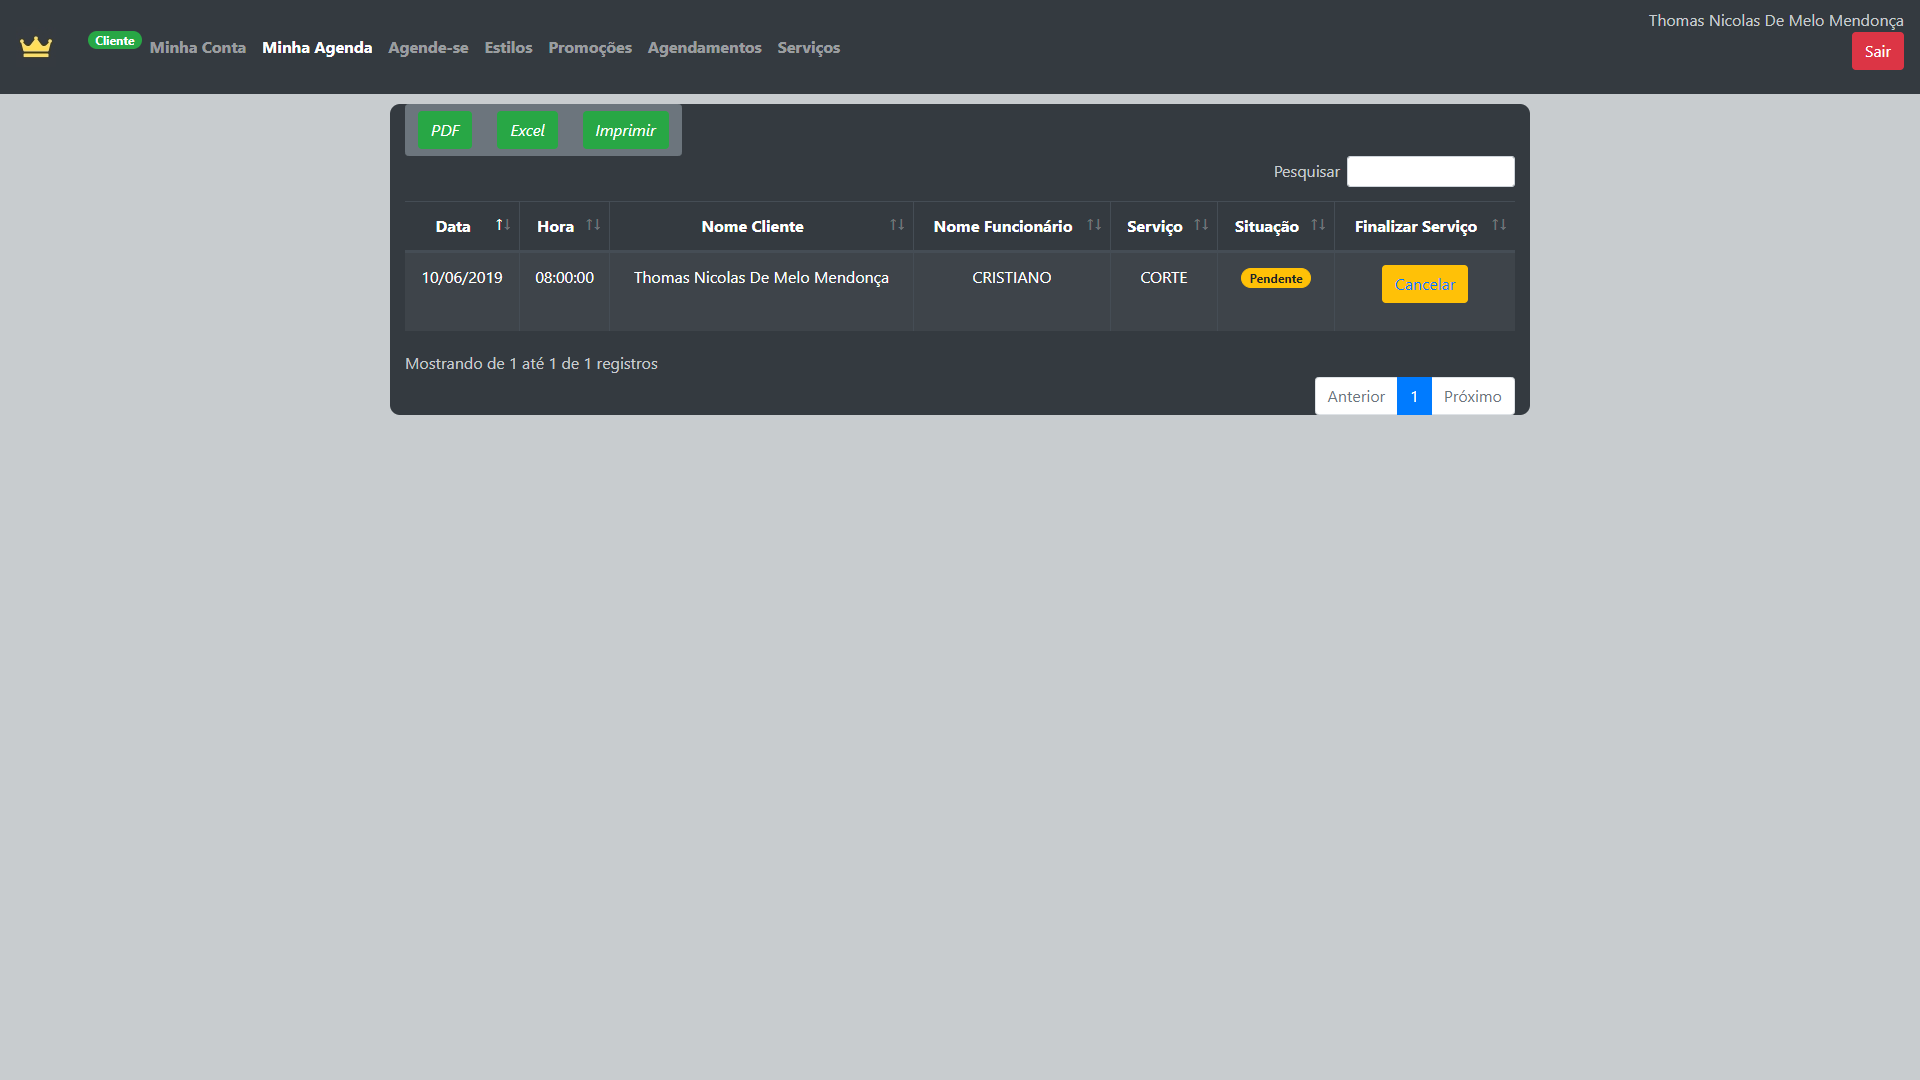 Thomas Nicolas De Melo Mendonça
Cliente Minha Conta Minha Agenda Agende-se Estilos Promoções Agendamentos Serviços
Sair
PDF Excel Imprimir
Pesquisar
Data Hora Nome Cliente Nome Funcionário Serviço Situação Finalizar Serviço
10/06/2019 08:00:00 Thomas Nicolas De Melo Mendonça CRISTIANO CORTE Pendente Cancelar
Mostrando de 1 até 1 de 1 registros
Anterior 1 Próximo